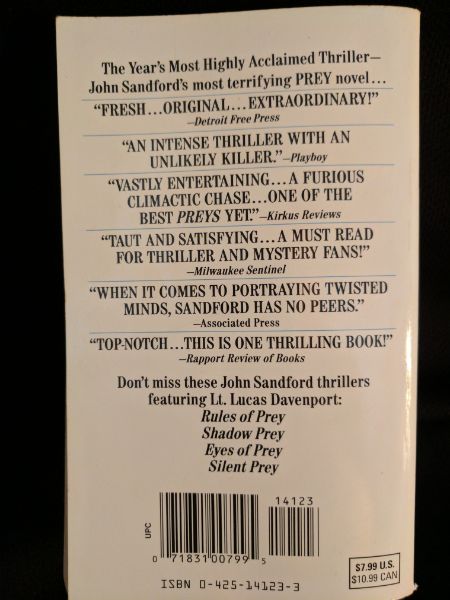 The Year's Most Highly Acclaimed Thriller—
John Sandford's most terrifying PREY novel...
"FRESH...ORIGINAL...EXTRAORDINARY!"
—Detroit Free Press
"AN INTENSE THRILLER WITH AN
UNLIKELY KILLER."—Playboy
"VASTLY ENTERTAINING...A FURIOUS
CLIMACTIC CHASE...ONE OF THE
BEST PREYS YET."—Kirkus Reviews
"TAUT AND SATISFYING...A MUST READ
FOR THRILLER AND MYSTERY FANS!"
—Milwaukee Sentinel
"WHEN IT COMES TO PORTRAYING TWISTED
MINDS, SANDFORD HAS NO PEERS."
—Associated Press
"TOP-NOTCH...THIS IS ONE THRILLING BOOK!"
—Rapport Review of Books
Don't miss these John Sandford thrillers
featuring Lt. Lucas Davenport:
Rules of Prey
Shadow Prey
Eyes of Prey
Silent Prey
14123
UPC
0 71831 00799 5
$7.99 U.S.
$10.99 CAN
ISBN 0-425-14123-3